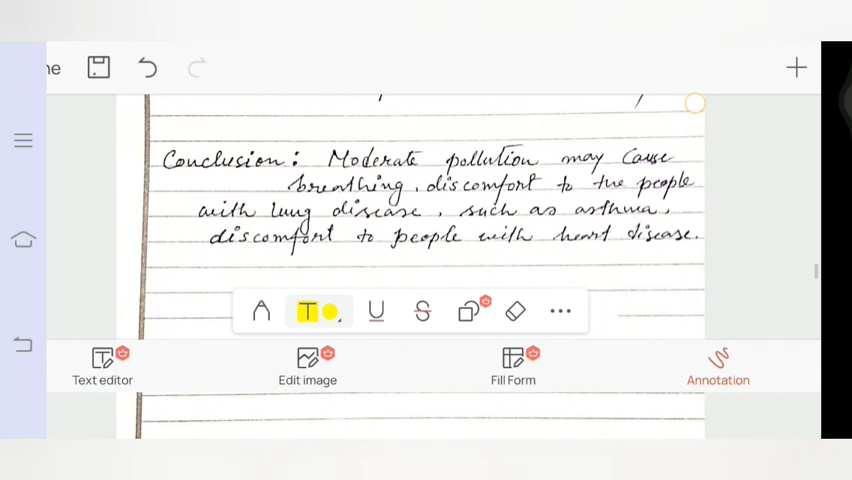 ne
Conclusion: Moderate pollution may cause
breathing, discomfort to the people
with lung disease, such as asthma,
discomfort to people with heart disease.
T
U
S
Text editor
Edit image
Fill Form
Annotation